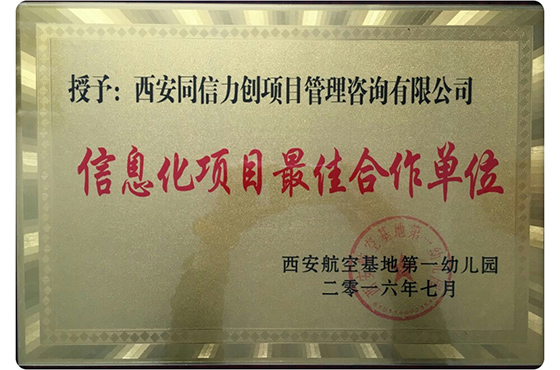 授予：西安同信力创项目管理咨询有限公司
信息化项目最佳合作单位
西安航空基地第一幼儿园
二零一六年七月